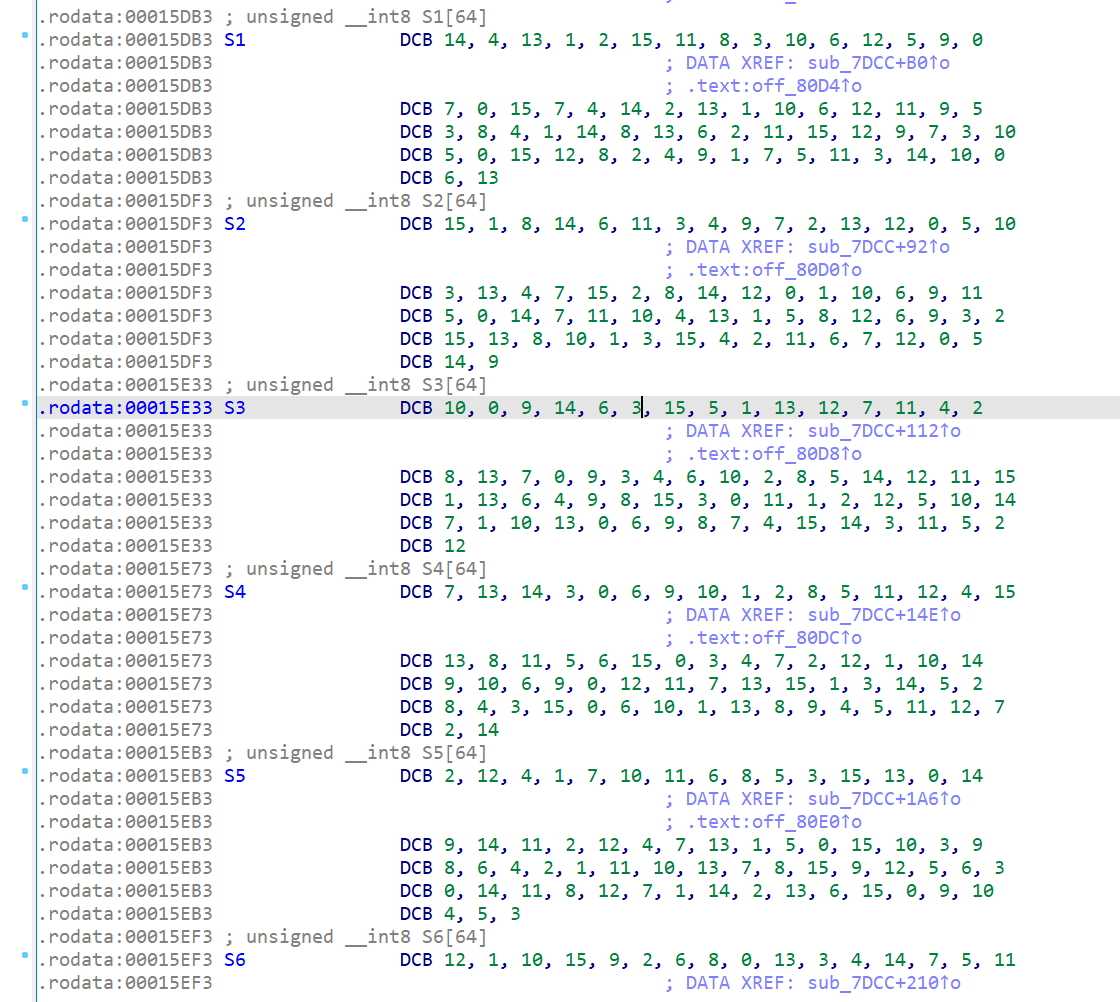 .rodata:00015DB3 ; unsigned __int8 S1[64]
.rodata:00015DB3 S1 DCB 14, 4, 13, 1, 2, 15, 11, 8, 3, 10, 6, 12, 5, 9, 0
.rodata:00015DB3 ; DATA XREF: sub_7DCC+B0↑o
.rodata:00015DB3 ; .text:off_80D4↑o
.rodata:00015DB3 DCB 7, 0, 15, 7, 4, 14, 2, 13, 1, 10, 6, 12, 11, 9, 5
.rodata:00015DB3 DCB 3, 8, 4, 1, 14, 8, 13, 6, 2, 11, 15, 12, 9, 7, 3, 10
.rodata:00015DB3 DCB 5, 0, 15, 12, 8, 2, 4, 9, 1, 7, 5, 11, 3, 14, 10, 0
.rodata:00015DB3 DCB 6, 13
.rodata:00015DF3 ; unsigned __int8 S2[64]
.rodata:00015DF3 S2 DCB 15, 1, 8, 14, 6, 11, 3, 4, 9, 7, 2, 13, 12, 0, 5, 10
.rodata:00015DF3 ; DATA XREF: sub_7DCC+92↑o
.rodata:00015DF3 ; .text:off_80D0↑o
.rodata:00015DF3 DCB 3, 13, 4, 7, 15, 2, 8, 14, 12, 0, 1, 10, 6, 9, 11
.rodata:00015DF3 DCB 5, 0, 14, 7, 11, 10, 4, 13, 1, 5, 8, 12, 6, 9, 3, 2
.rodata:00015DF3 DCB 15, 13, 8, 10, 1, 3, 15, 4, 2, 11, 6, 7, 12, 0, 5
.rodata:00015DF3 DCB 14, 9
.rodata:00015E33 ; unsigned __int8 S3[64]
.rodata:00015E33 S3 DCB 10, 0, 9, 14, 6, 3, 15, 5, 1, 13, 12, 7, 11, 4, 2
.rodata:00015E33 ; DATA XREF: sub_7DCC+112↑o
.rodata:00015E33 ; .text:off_80D8↑o
.rodata:00015E33 DCB 8, 13, 7, 0, 9, 3, 4, 6, 10, 2, 8, 5, 14, 12, 11, 15
.rodata:00015E33 DCB 1, 13, 6, 4, 9, 8, 15, 3, 0, 11, 1, 2, 12, 5, 10, 14
.rodata:00015E33 DCB 7, 1, 10, 13, 0, 6, 9, 8, 7, 4, 15, 14, 3, 11, 5, 2
.rodata:00015E33 DCB 12
.rodata:00015E73 ; unsigned __int8 S4[64]
.rodata:00015E73 S4 DCB 7, 13, 14, 3, 0, 6, 9, 10, 1, 2, 8, 5, 11, 12, 4, 15
.rodata:00015E73 ; DATA XREF: sub_7DCC+14E↑o
.rodata:00015E73 ; .text:off_80DC↑o
.rodata:00015E73 DCB 13, 8, 11, 5, 6, 15, 0, 3, 4, 7, 2, 12, 1, 10, 14
.rodata:00015E73 DCB 9, 10, 6, 9, 0, 12, 11, 7, 13, 15, 1, 3, 14, 5, 2
.rodata:00015E73 DCB 8, 4, 3, 15, 0, 6, 10, 1, 13, 8, 9, 4, 5, 11, 12, 7
.rodata:00015E73 DCB 2, 14
.rodata:00015EB3 ; unsigned __int8 S5[64]
.rodata:00015EB3 S5 DCB 2, 12, 4, 1, 7, 10, 11, 6, 8, 5, 3, 15, 13, 0, 14
.rodata:00015EB3 ; DATA XREF: sub_7DCC+1A6↑o
.rodata:00015EB3 ; .text:off_80E0↑o
.rodata:00015EB3 DCB 9, 14, 11, 2, 12, 4, 7, 13, 1, 5, 0, 15, 10, 3, 9
.rodata:00015EB3 DCB 8, 6, 4, 2, 1, 11, 10, 13, 7, 8, 15, 9, 12, 5, 6, 3
.rodata:00015EB3 DCB 0, 14, 11, 8, 12, 7, 1, 14, 2, 13, 6, 15, 0, 9, 10
.rodata:00015EB3 DCB 4, 5, 3
.rodata:00015EF3 ; unsigned __int8 S6[64]
.rodata:00015EF3 S6 DCB 12, 1, 10, 15, 9, 2, 6, 8, 0, 13, 3, 4, 14, 7, 5, 11
.rodata:00015EF3 ; DATA XREF: sub_7DCC+210↑o